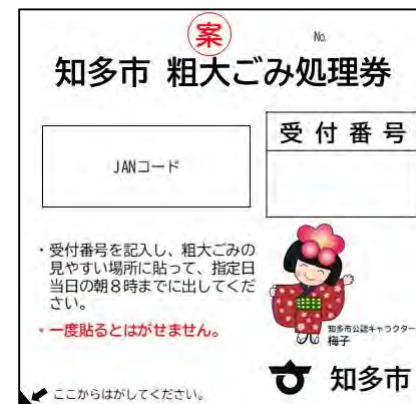 案
No.
知多市 粗大ごみ処理券
受付番号
JANコード
・受付番号を記入し、粗大ごみの
見やすい場所に貼って、指定日
当日の朝８時までに出してくだ
さい。
・一度貼るとはがせません。
知多市公認キャラクター
梅子
知多市
ここからはがしてください。